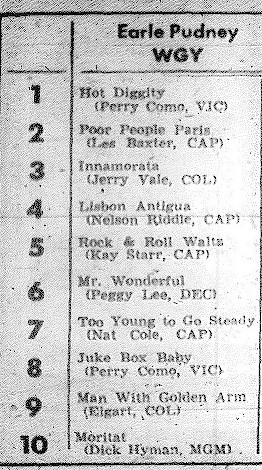 Earle Pudney
WGY
1 Hot Diggity
(Perry Como, VIC)
2 Poor People Paris
(Les Baxter, CAP)
3 Innamorata
(Jerry Vale, COL)
4 Lisbon Antigua
(Nelson Riddle, CAP)
5 Rock & Roll Waltz
(Kay Starr, CAP)
6 Mr. Wonderful
(Peggy Lee, DEC)
7 Too Young to Go Steady
(Nat Cole, CAP)
8 Juke Box Baby
(Perry Como, VIC)
9 Man With Golden Arm
(Elgart, COL)
10 Moritat
(Dick Hyman, MGM)